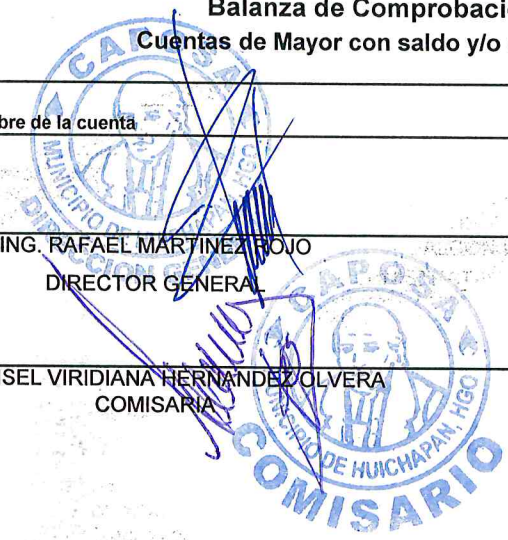 Balanza de Comprobaci
Cuentas de Mayor con saldo y/o
CAPOSA
bre de la cuenta
MUNICIPIO DE HUICHAPAN, HGO
DIRECCION
ING. RAFAEL MARTINEZ ROJO
DIRECTOR GENERAL
CAPOSA
SEL VIRIDIANA HERNANDEZ OLVERA
COMISARIA
MUNICIPIO DE HUICHAPAN, HGO
COMISARIO